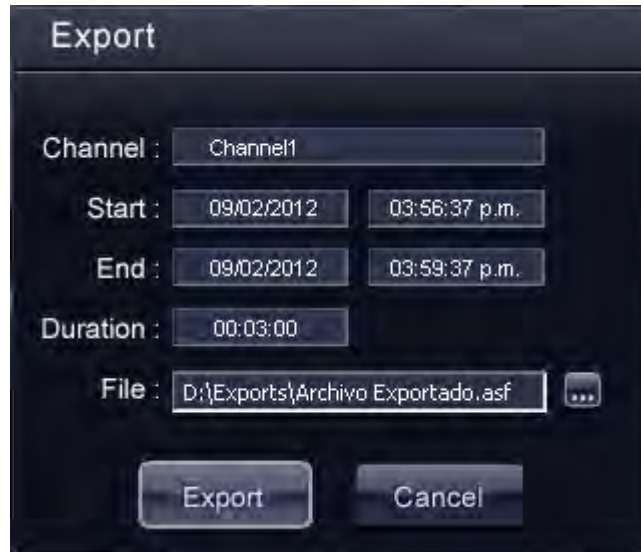 Export
Channel : Channel1
Start : 09/02/2012 03:56:37 p.m.
End : 09/02/2012 03:59:37 p.m.
Duration : 00:03:00
File : D:\Exports\Archivo Exportado.asf ...
Export Cancel